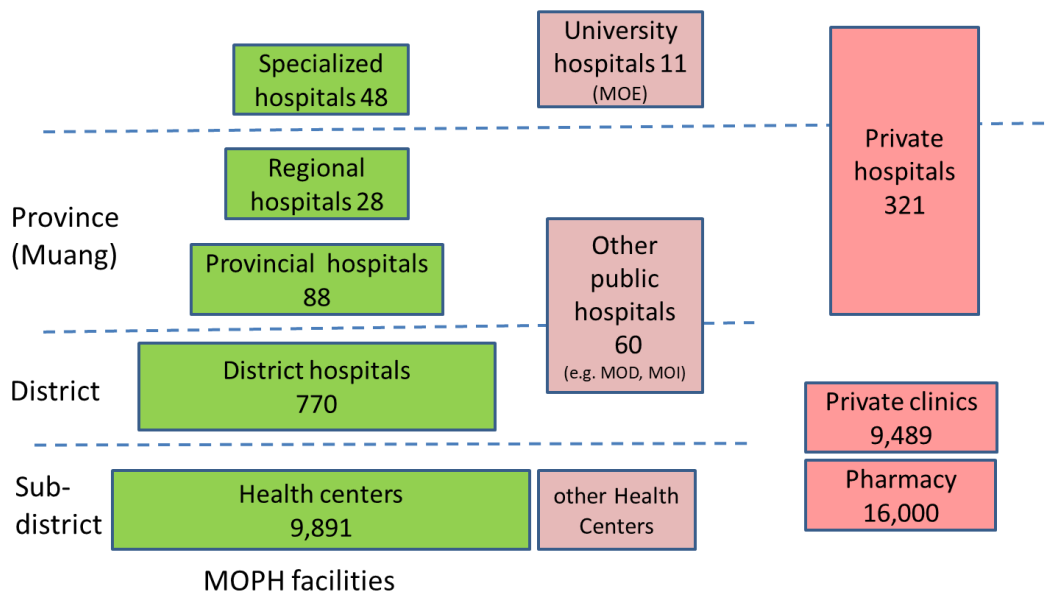 Specialized
hospitals 48
University
hospitals 11
(MOE)
Private
hospitals
321
Province
(Muang)
Regional
hospitals 28
Provincial hospitals
88
Other
public
hospitals
60
(e.g. MOD, MOI)
District
District hospitals
770
Private clinics
9,489
Sub-
district
Health centers
9,891
other Health
Centers
Pharmacy
16,000
MOPH facilities